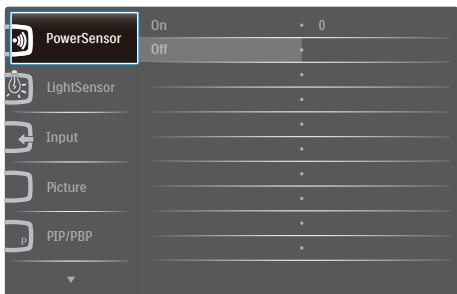 PowerSensor
On 0
Off
LightSensor
Input
Picture
P
PIP/PBP